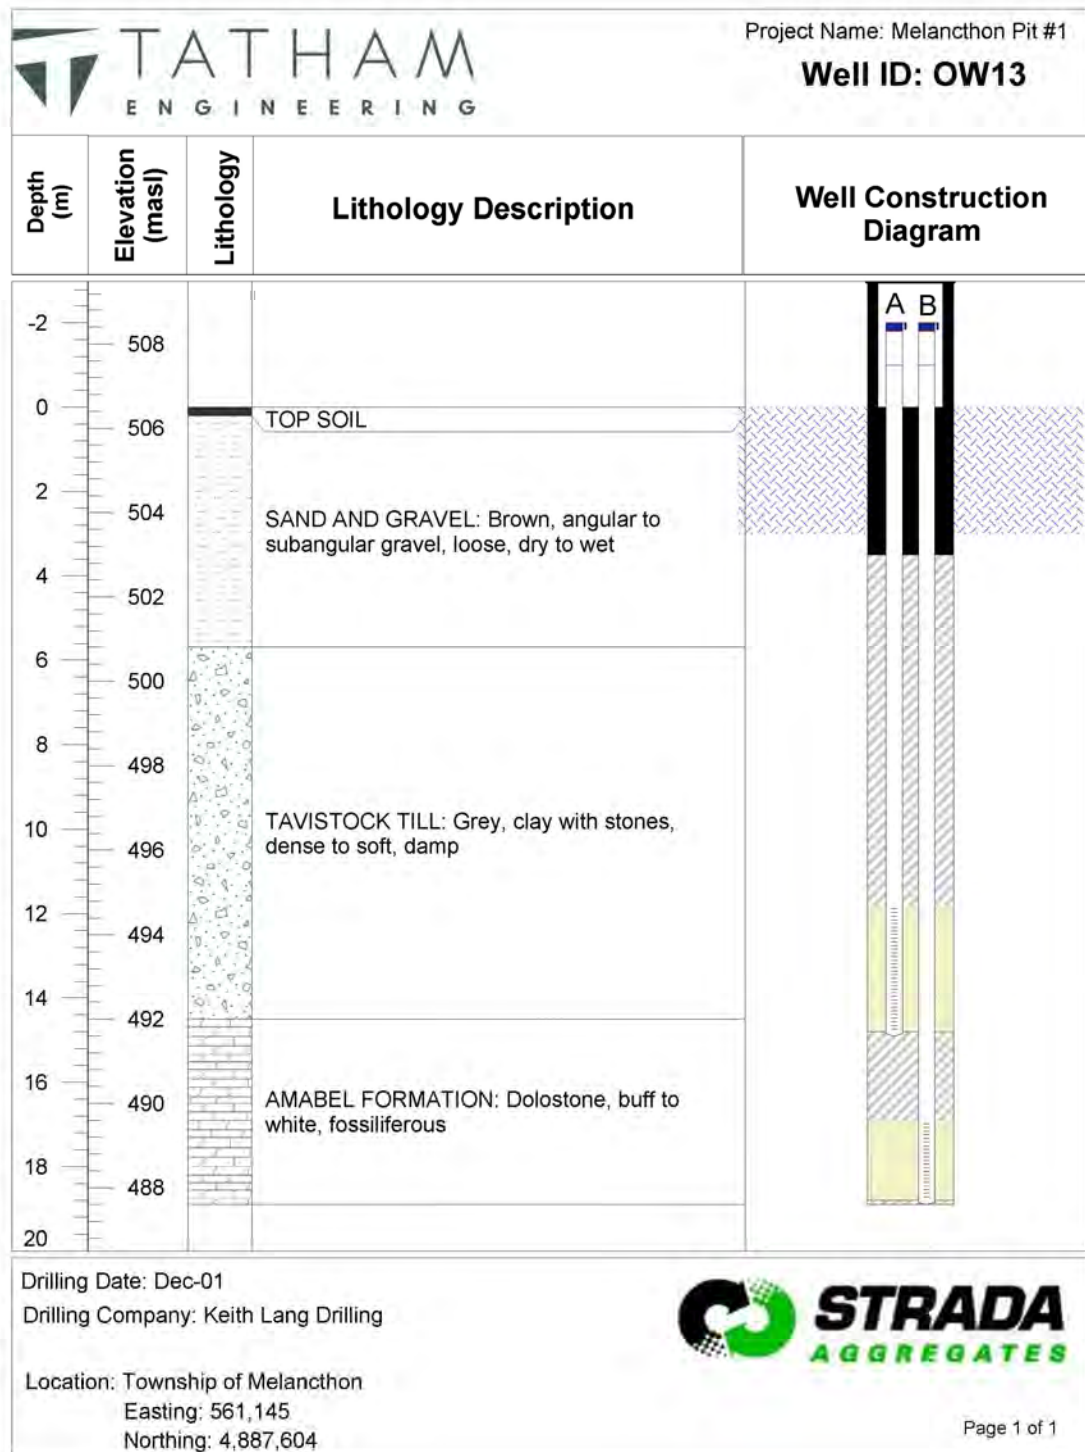 TATHAM
ENGINEERING
Project Name: Melancthon Pit #1
Well ID: OW13
Depth
(m)
Elevation
(masl)
Lithology
Lithology Description
Well Construction
Diagram
A B
-2
508
0
506
TOP SOIL
2
504
SAND AND GRAVEL: Brown, angular to
subangular gravel, loose, dry to wet
4
502
6
500
8
498
10
496
TAVISTOCK TILL: Grey, clay with stones,
dense to soft, damp
12
494
14
492
16
490
AMABEL FORMATION: Dolostone, buff to
white, fossiliferous
18
488
20
Drilling Date: Dec-01
Drilling Company: Keith Lang Drilling
STRADA
AGGREGATES
Location: Township of Melancthon
Easting: 561,145
Northing: 4,887,604
Page 1 of 1